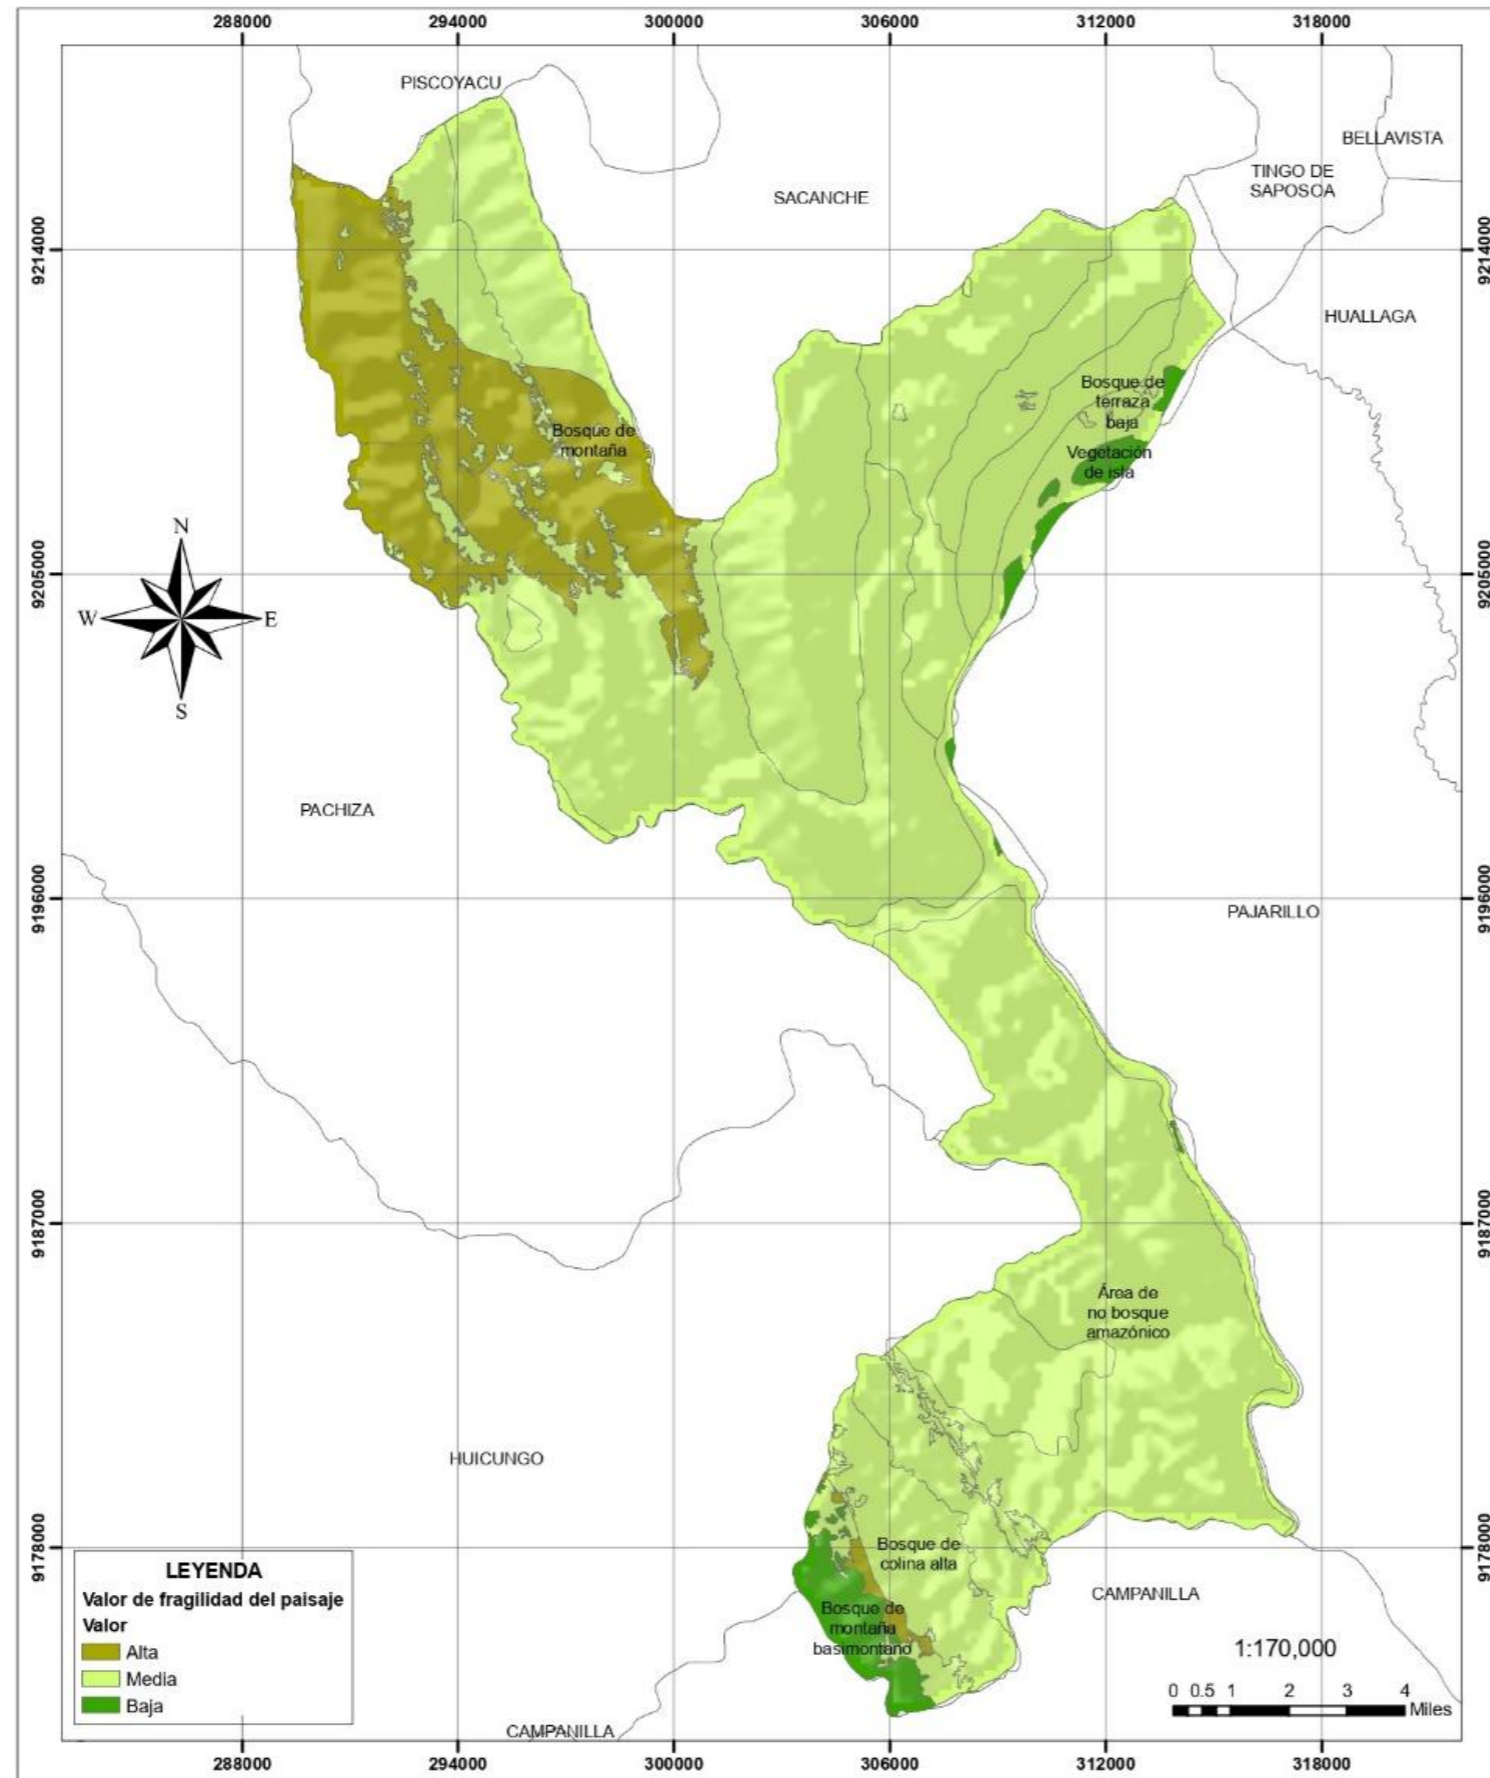 288000
294000
300000
306000
312000
318000
PISCOYACU
BELLAVISTA
TINGO DE
SAPOSOA
SACANCHE
9214000
9214000
HUALLAGA
Bosque de
terraza
baja
Bosque de
montaña
Vegetación
de isla
N
W
E
S
9205000
9205000
PACHIZA
9196000
9196000
PAJARILLO
9187000
9187000
Área de
no bosque
amazónico
HUICUNGO
9178000
9178000
Bosque de
colina alta
CAMPANILLA
Bosque de
montaña
basimontano
LEYENDA
Valor de fragilidad del paisaje
Valor
Alta
Media
Baja
1:170,000
0 0.5 1 2 3 4
Miles
CAMPANILLA
288000
294000
300000
306000
312000
318000